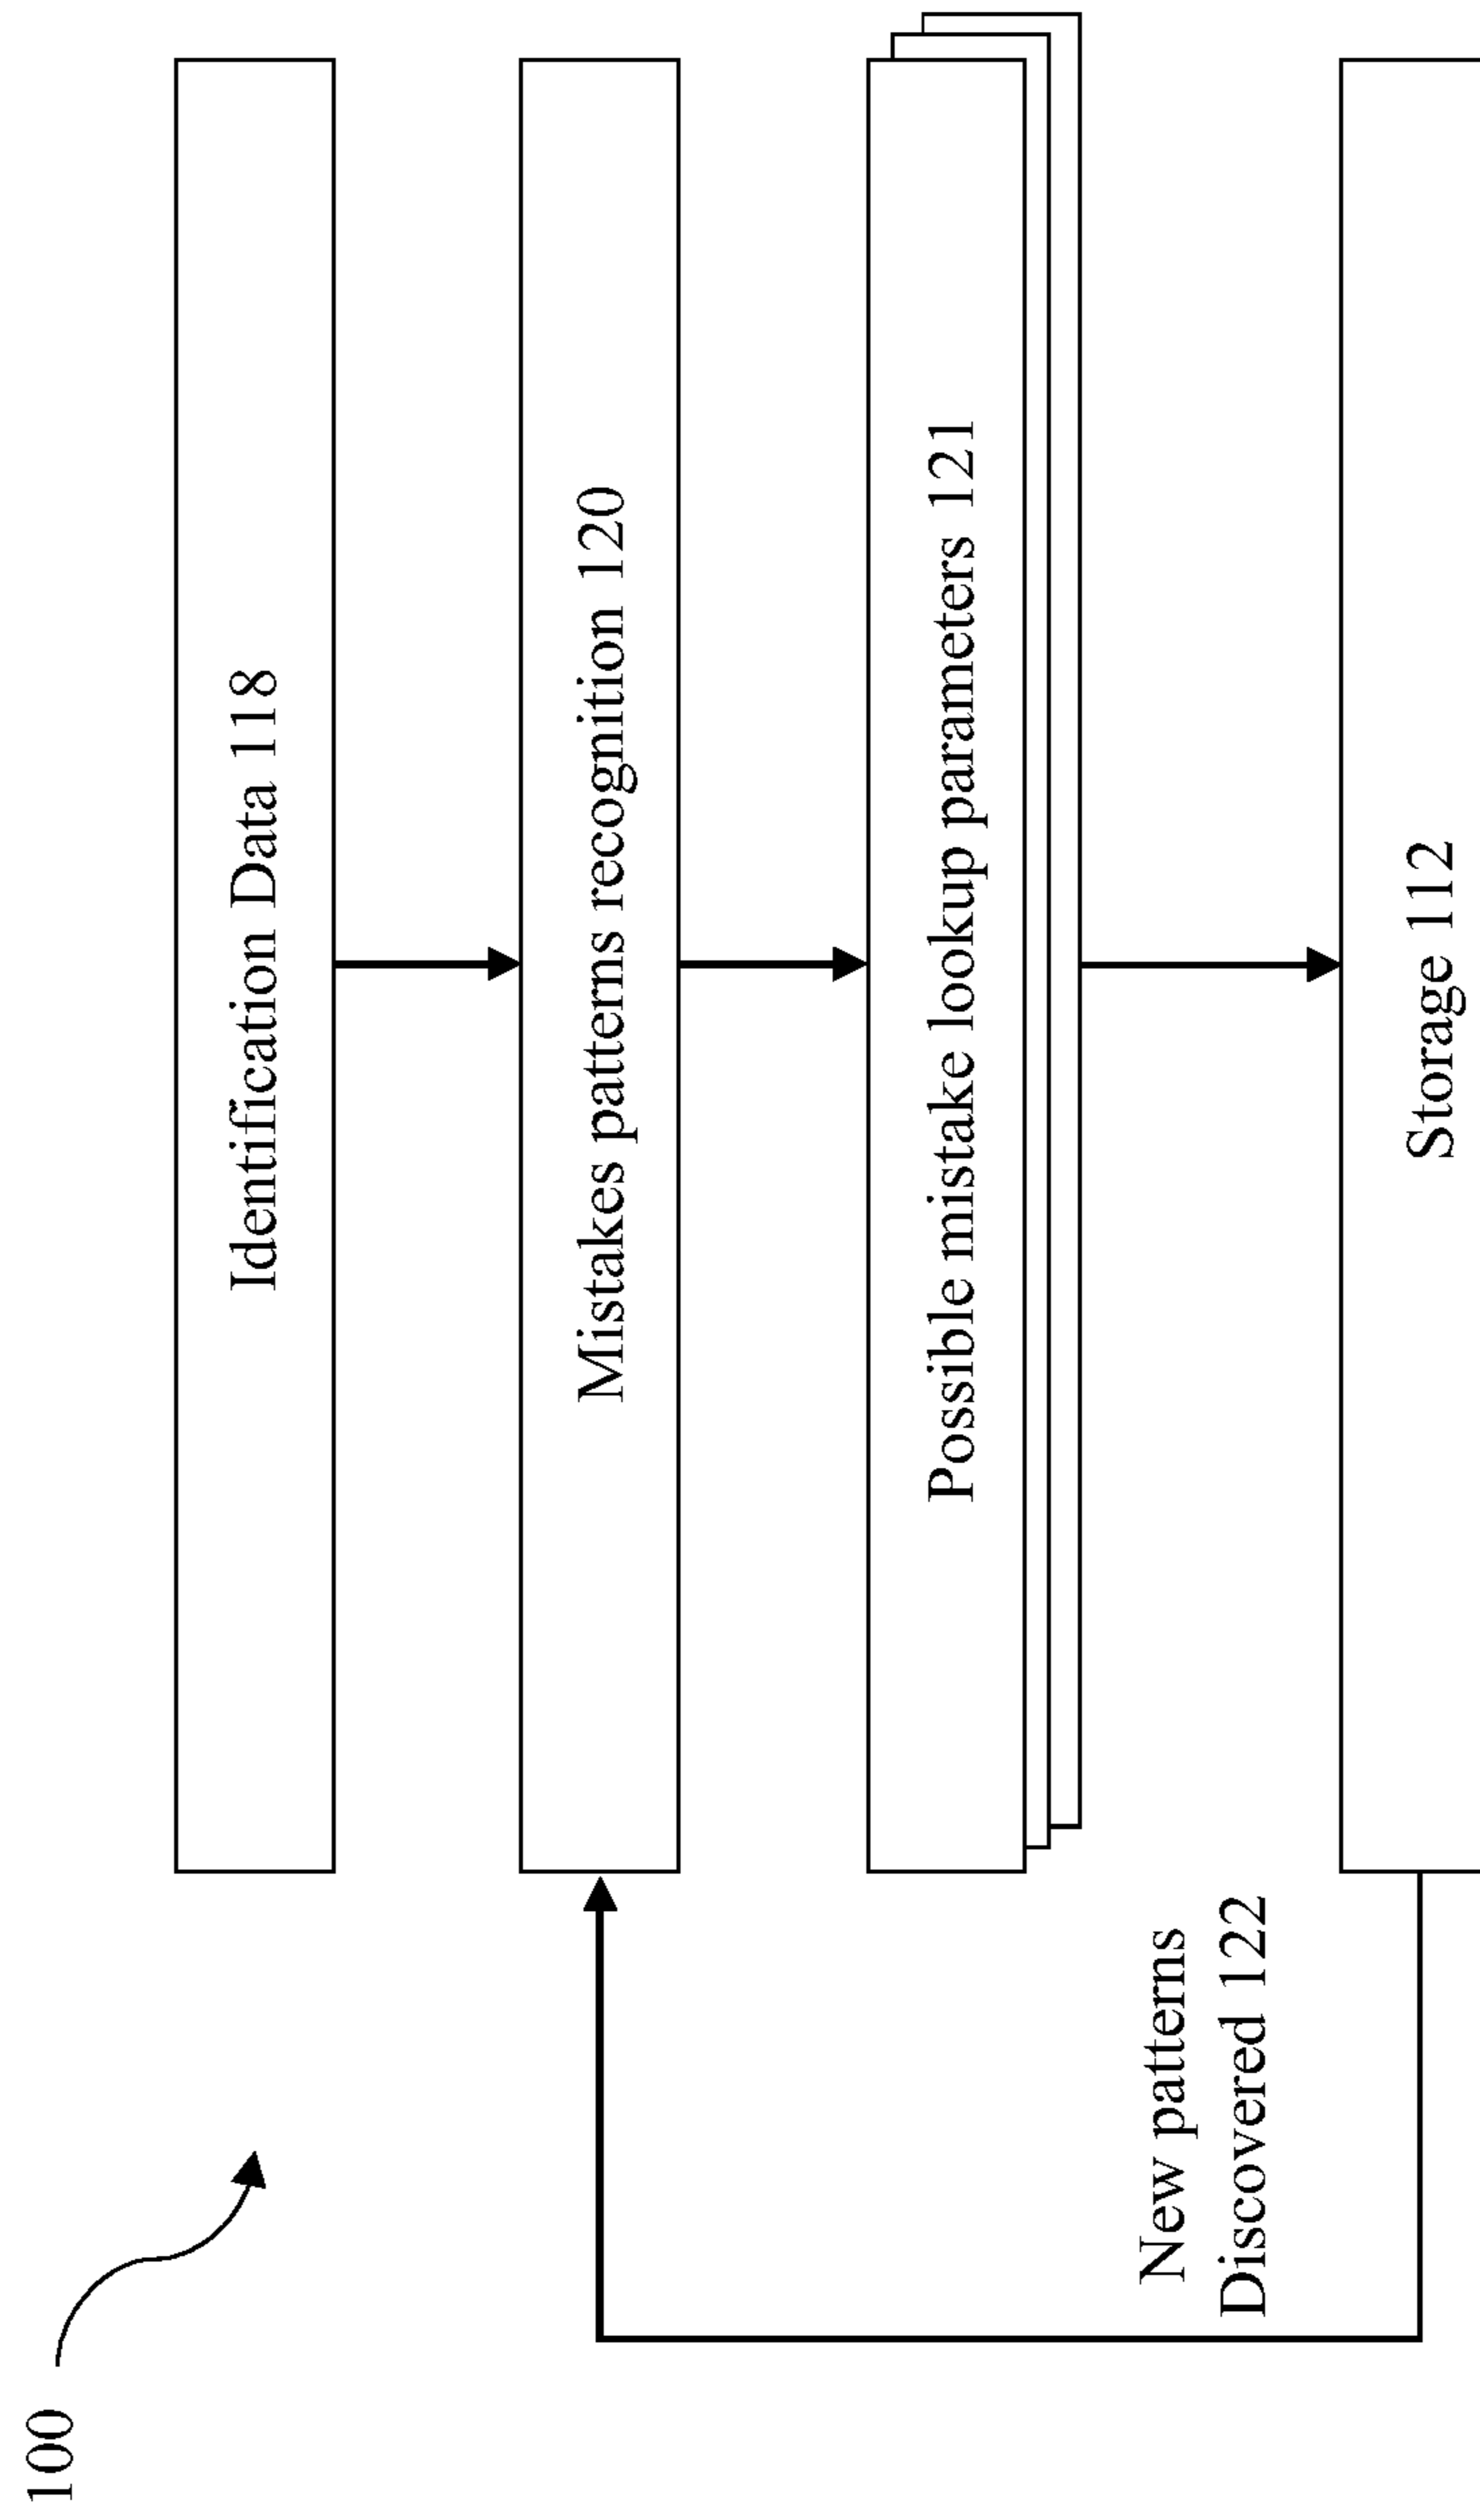 100
Identification Data 118
Mistakes patterns recognition 120
Possible mistake lookup parameters 121
New patterns
Discovered 122
Storage 112